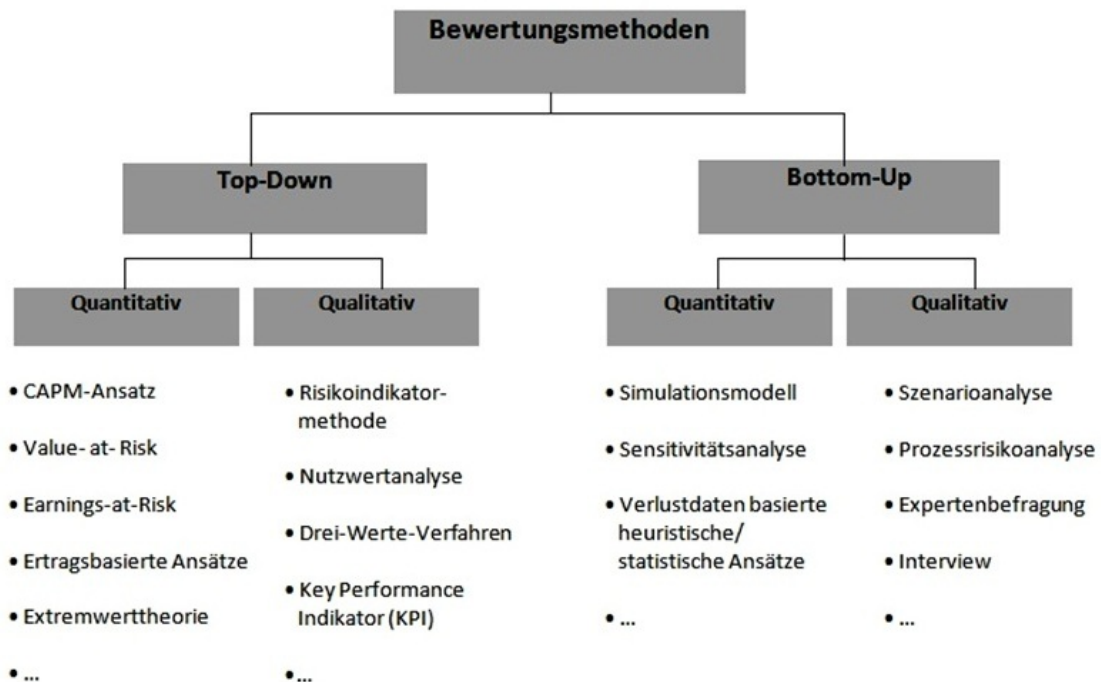 Bewertungsmethoden
Top-Down
Bottom-Up
Quantitativ
Qualitativ
Quantitativ
Qualitativ
• CAPM-Ansatz
• Value- at- Risk
• Earnings-at-Risk
• Ertragsbasierte Ansätze
• Extremwerttheorie
• ...
• Risikoindikator-
methode
• Nutzwertanalyse
• Drei-Werte-Verfahren
• Key Performance
Indikator (KPI)
•...
• Simulationsmodell
• Sensitivitätsanalyse
• Verlustdaten basierte
heuristische/
statistische Ansätze
• ...
• Szenarioanalyse
• Prozessrisikoanalyse
• Expertenbefragung
• Interview
• ...